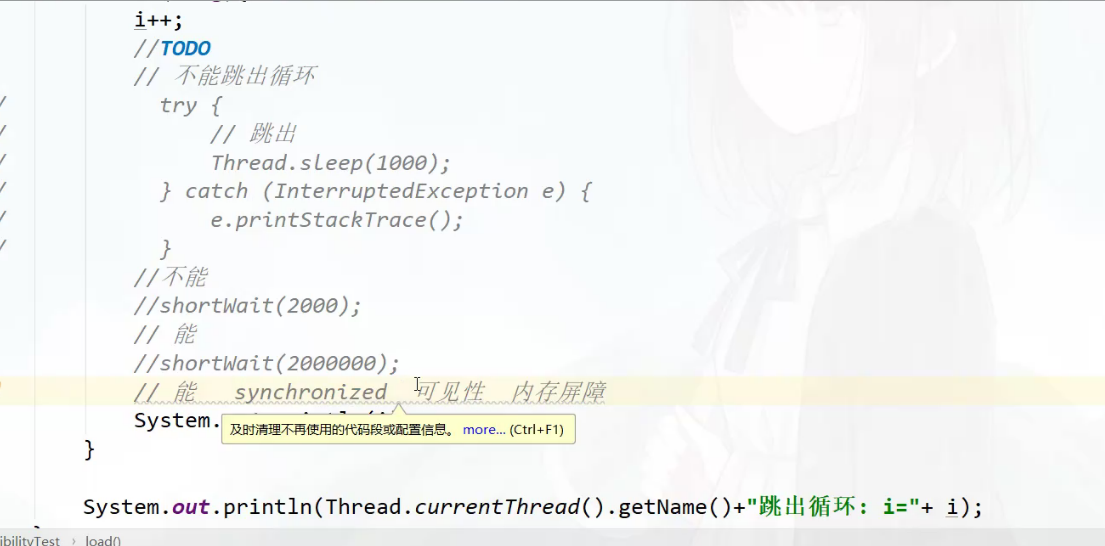 i++;
//TODO
// 不能跳出循环
/ try {
/ // 跳出
/ Thread.sleep(1000);
/ } catch (InterruptedException e) {
/ e.printStackTrace();
/ }
//不能
//shortWait(2000);
// 能
//shortWait(2000000);
// 能 synchronized 可见性 内存屏障
System.
及时清理不再使用的代码段或配置信息。 more... (Ctrl+F1)
}
System.out.println(Thread.currentThread().getName()+"跳出循环: i="+ i);
ibilityTest › load()